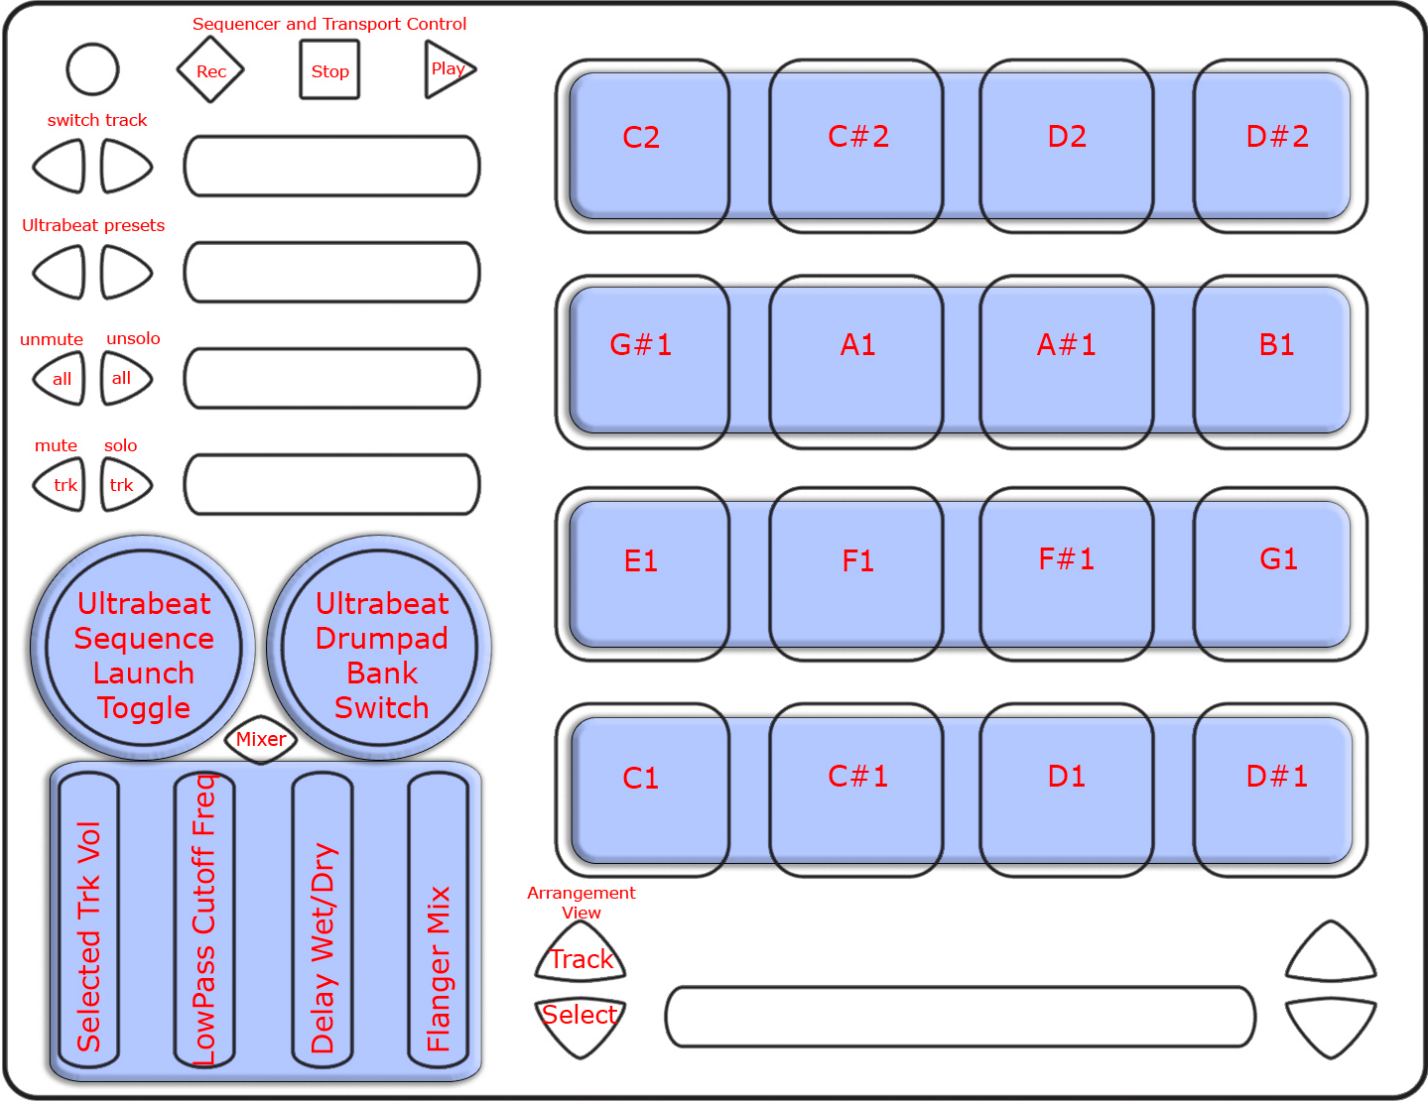 Sequencer and Transport Control
Rec
Stop
Play
switch track
Ultrabeat presets
unmute unsolo
all all
mute solo
trk trk
Ultrabeat
Sequence
Launch
Toggle
Ultrabeat
Drumpad
Bank
Switch
Mixer
Selected Trk Vol
LowPass Cutoff Freq
Delay Wet/Dry
Flanger Mix
C2 C#2 D2 D#2
G#1 A1 A#1 B1
E1 F1 F#1 G1
C1 C#1 D1 D#1
Arrangement
View
Track
Select